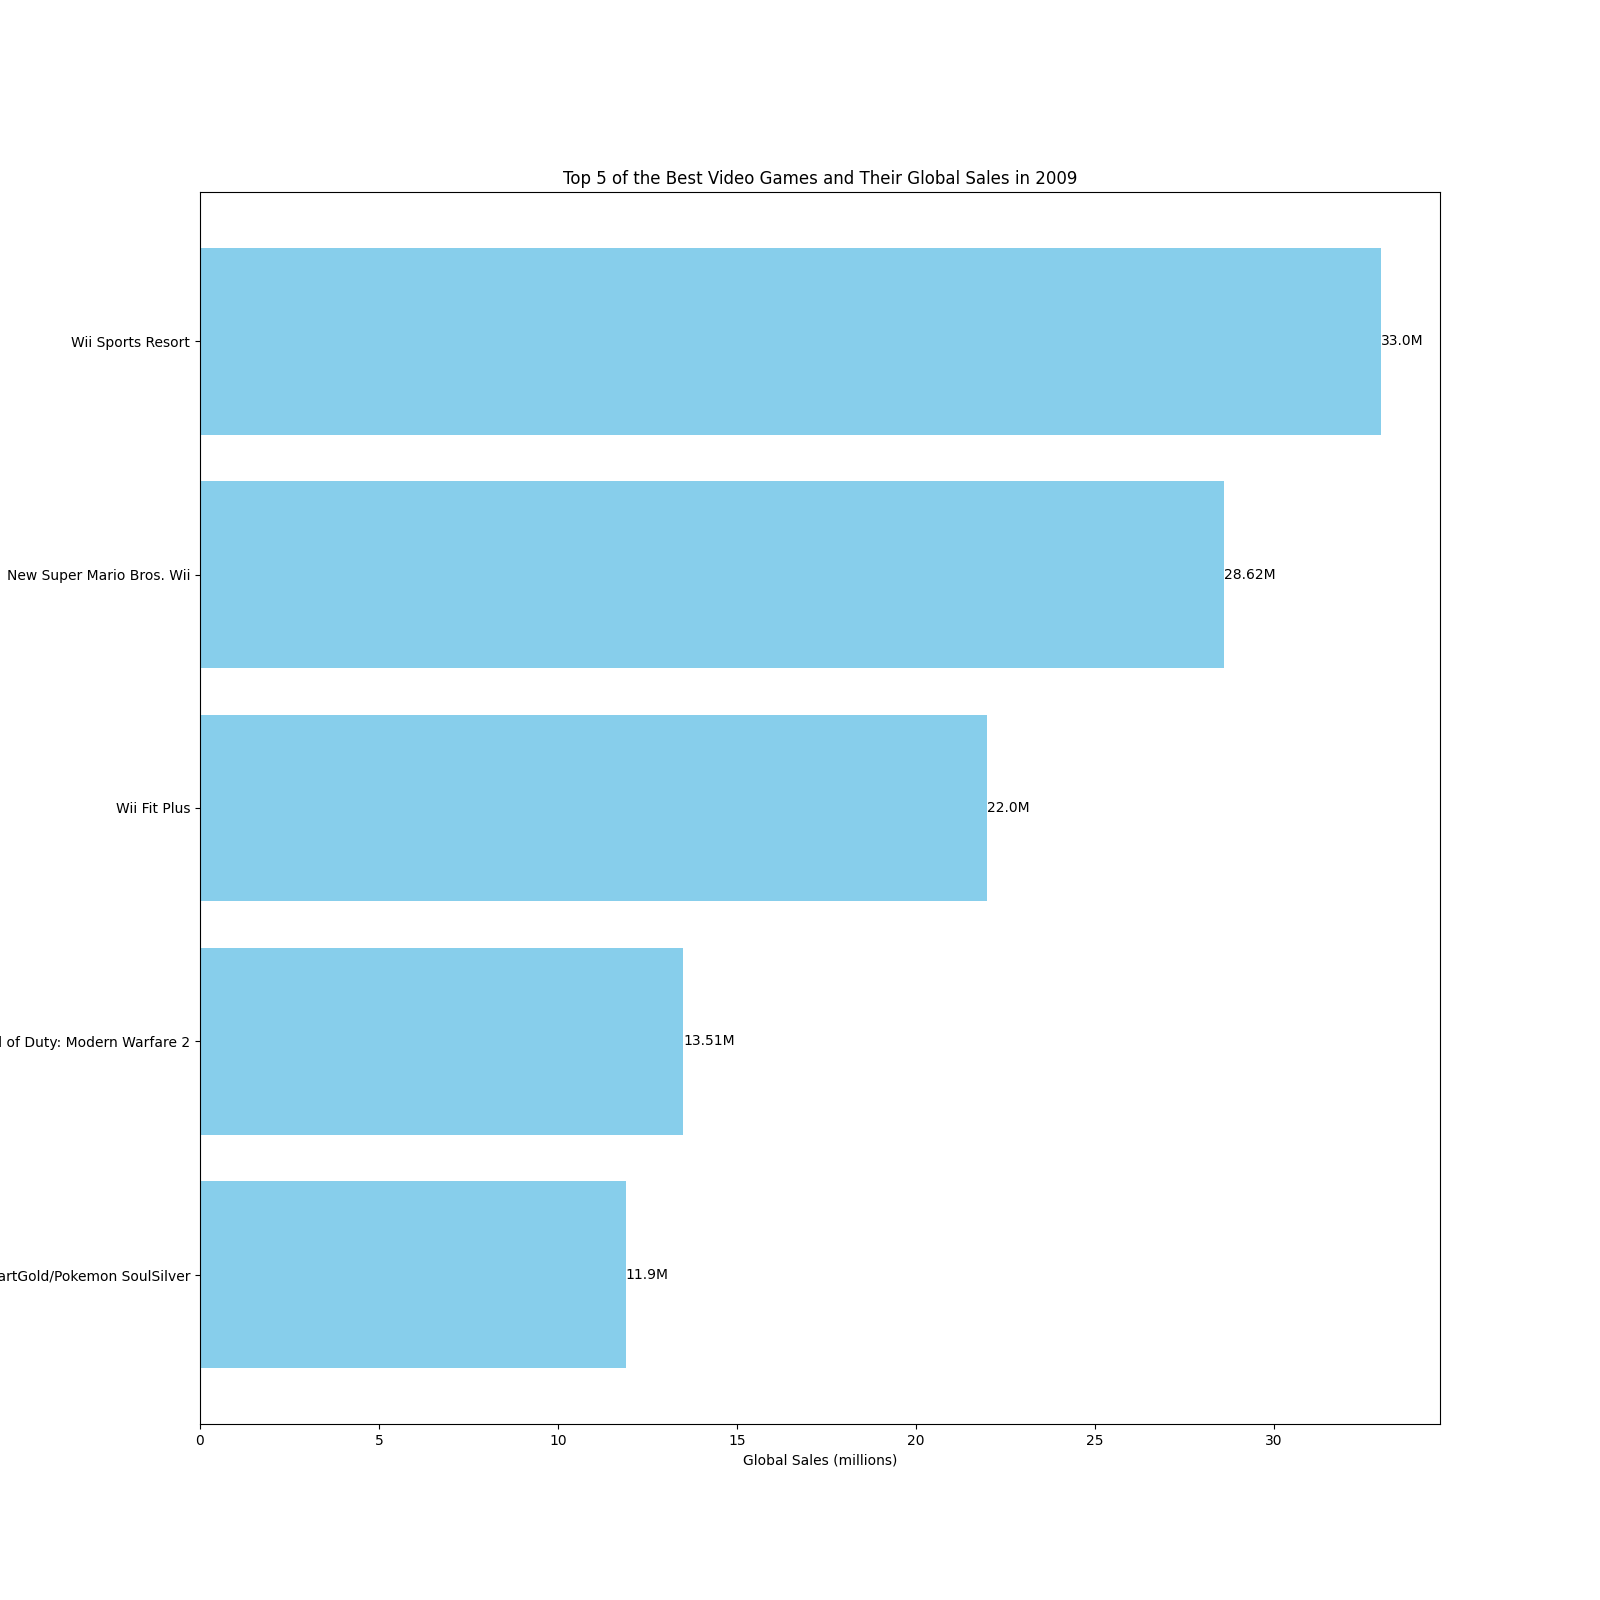 Top 5 of the Best Video Games and Their Global Sales in 2009
Wii Sports Resort
33.0M
New Super Mario Bros. Wii
28.62M
Wii Fit Plus
22.0M
l of Duty: Modern Warfare 2
13.51M
artGold/Pokemon SoulSilver
11.9M
0 5 10 15 20 25 30
Global Sales (millions)